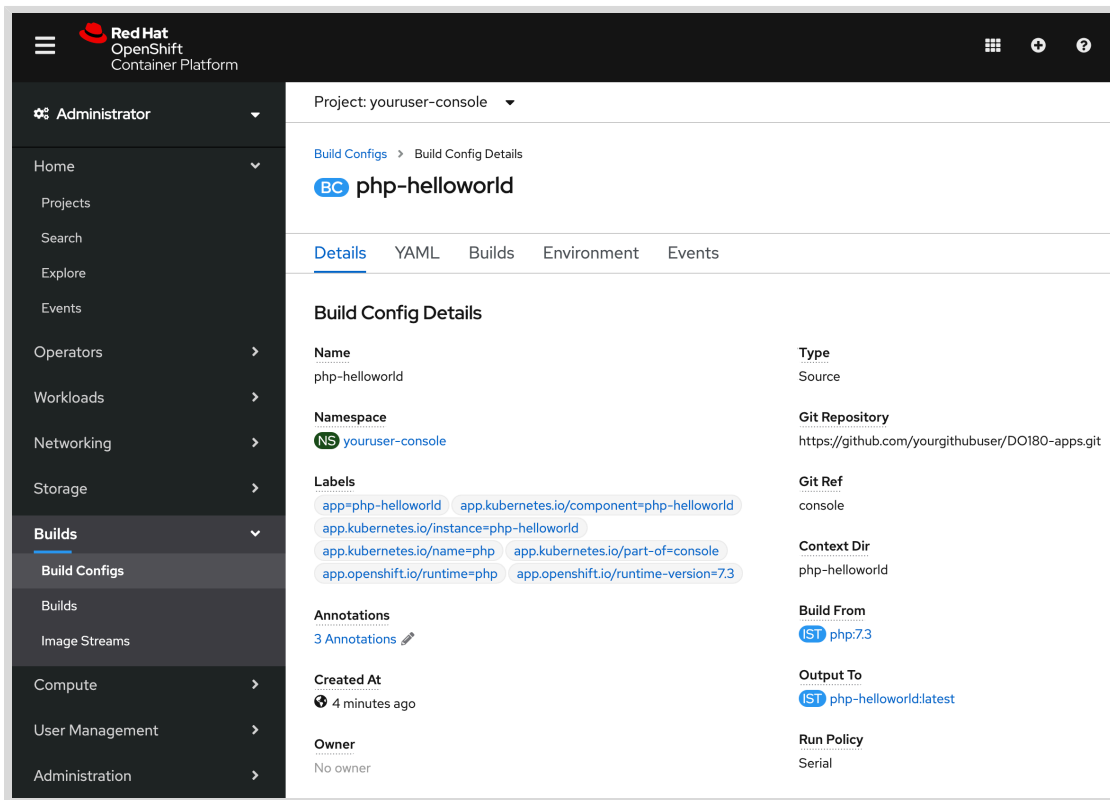 Red Hat
OpenShift
Container Platform
Administrator
Home
Projects
Search
Explore
Events
Operators
Workloads
Networking
Storage
Builds
Build Configs
Builds
Image Streams
Compute
User Management
Administration
Project: youruser-console
Build Configs > Build Config Details
BC php-helloworld
Details YAML Builds Environment Events
Build Config Details
Name
php-helloworld
Namespace
NS youruser-console
Labels
app=php-helloworld app.kubernetes.io/component=php-helloworld
app.kubernetes.io/instance=php-helloworld
app.kubernetes.io/name=php app.kubernetes.io/part-of=console
app.openshift.io/runtime=php app.openshift.io/runtime-version=7.3
Annotations
3 Annotations
Created At
4 minutes ago
Owner
No owner
Type
Source
Git Repository
https://github.com/yourgithubuser/DO180-apps.git
Git Ref
console
Context Dir
php-helloworld
Build From
IST php:7.3
Output To
IST php-helloworld:latest
Run Policy
Serial